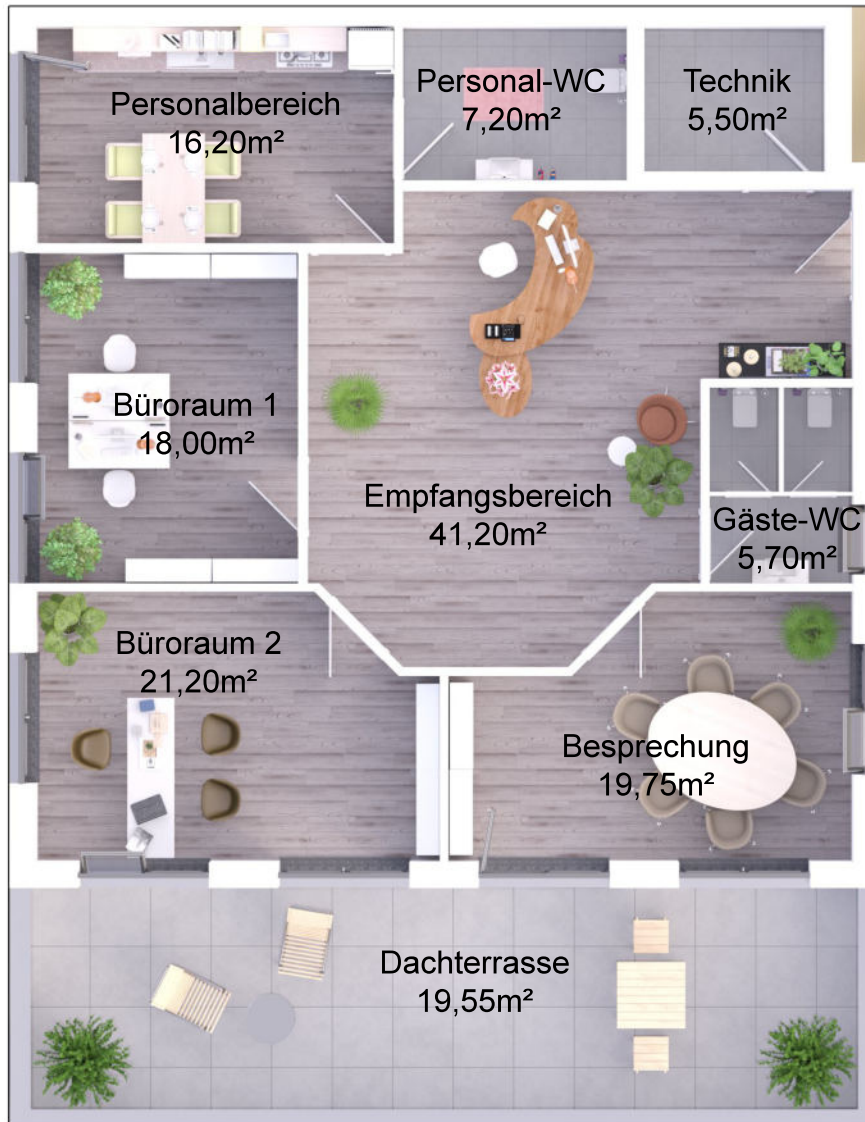 Personalbereich
16,20m²
Personal-WC
7,20m²
Technik
5,50m²
Büroraum 1
18,00m²
Empfangsbereich
41,20m²
Gäste-WC
5,70m²
Büroraum 2
21,20m²
Besprechung
19,75m²
Dachterrasse
19,55m²